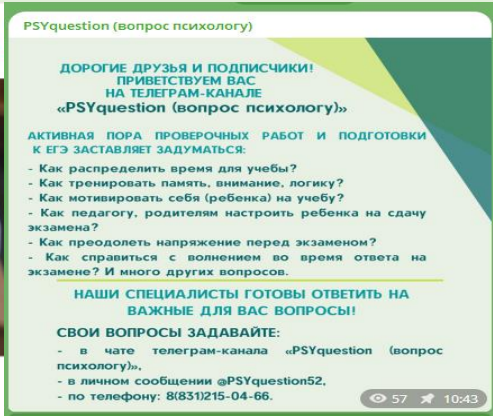 PSYquestion (вопрос психологу)
ДОРОГИЕ ДРУЗЬЯ И ПОДПИСЧИКИ!
ПРИВЕТСТВУЕМ ВАС
НА ТЕЛЕГРАМ-КАНАЛЕ
«PSYquestion (вопрос психологу)»
АКТИВНАЯ ПОРА ПРОВЕРОЧНЫХ РАБОТ И ПОДГОТОВКИ
К ЕГЭ ЗАСТАВЛЯЕТ ЗАДУМАТЬСЯ:
- Как распределить время для учебы?
- Как тренировать память, внимание, логику?
- Как мотивировать себя (ребенка) на учебу?
- Как педагогу, родителям настроить ребенка на сдачу
экзамена?
- Как преодолеть напряжение перед экзаменом?
- Как справиться с волнением во время ответа на
экзамене? И много других вопросов.
НАШИ СПЕЦИАЛИСТЫ ГОТОВЫ ОТВЕТИТЬ НА
ВАЖНЫЕ ДЛЯ ВАС ВОПРОСЫ!
СВОИ ВОПРОСЫ ЗАДАВАЙТЕ:
- в чате телеграм-канала «PSYquestion (вопрос
психологу)»,
- в личном сообщении @PSYquestion52,
- по телефону: 8(831)215-04-66.
57 10:43